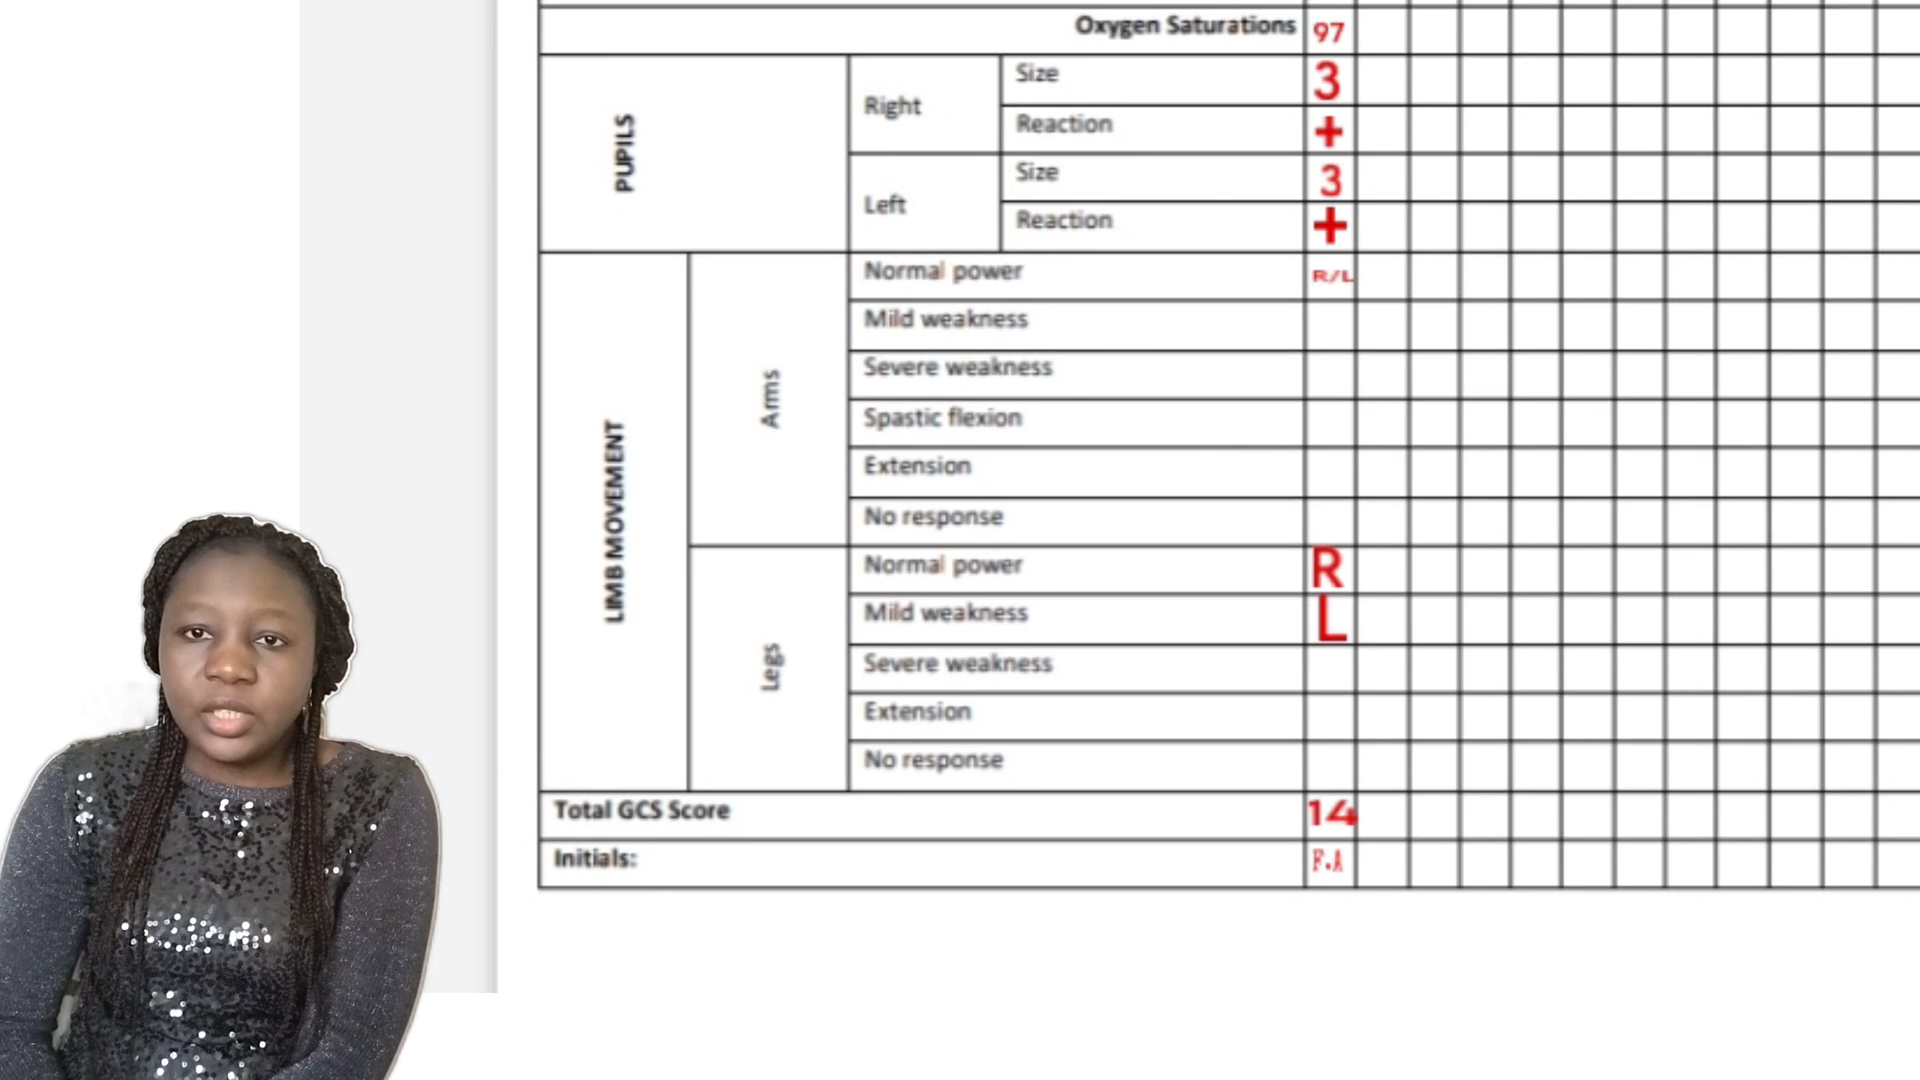 Oxygen Saturations 97
PUPILS
Right
Size 3
Reaction +
Left
Size 3
Reaction +
LIMB MOVEMENT
Arms
Normal power R/L
Mild weakness
Severe weakness
Spastic flexion
Extension
No response
Legs
Normal power R
Mild weakness L
Severe weakness
Extension
No response
Total GCS Score 14
Initials: F.A